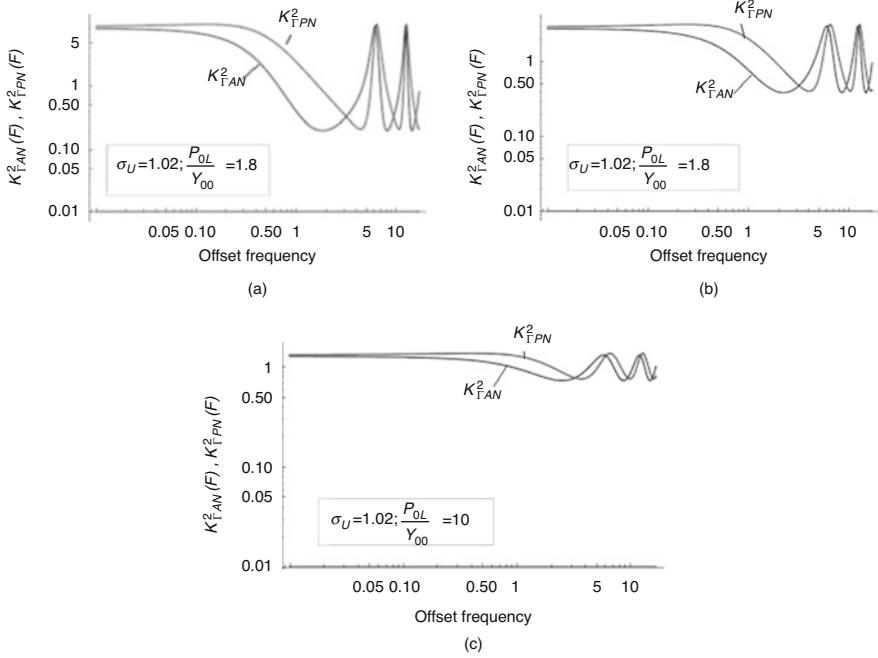 K²ΓPN
K²ΓAN
K²ΓAN(F), K²ΓPN(F)
5
1
0.50
0.10
0.05
0.01
σU=1.02; P0L/Y00 =1.8
0.05 0.10 0.50 1 5 10
Offset frequency
(a)
K²ΓPN
K²ΓAN
K²ΓAN(F), K²ΓPN(F)
5
1
0.50
0.10
0.05
0.01
σU=1.02; P0L/Y00 =1.8
0.05 0.10 0.50 1 5 10
Offset frequency
(b)
K²ΓPN
K²ΓAN
K²ΓAN(F), K²ΓPN(F)
1
0.50
0.10
0.05
0.01
σU=1.02; P0L/Y00 =10
0.05 0.10 0.50 1 5 10
Offset frequency
(c)